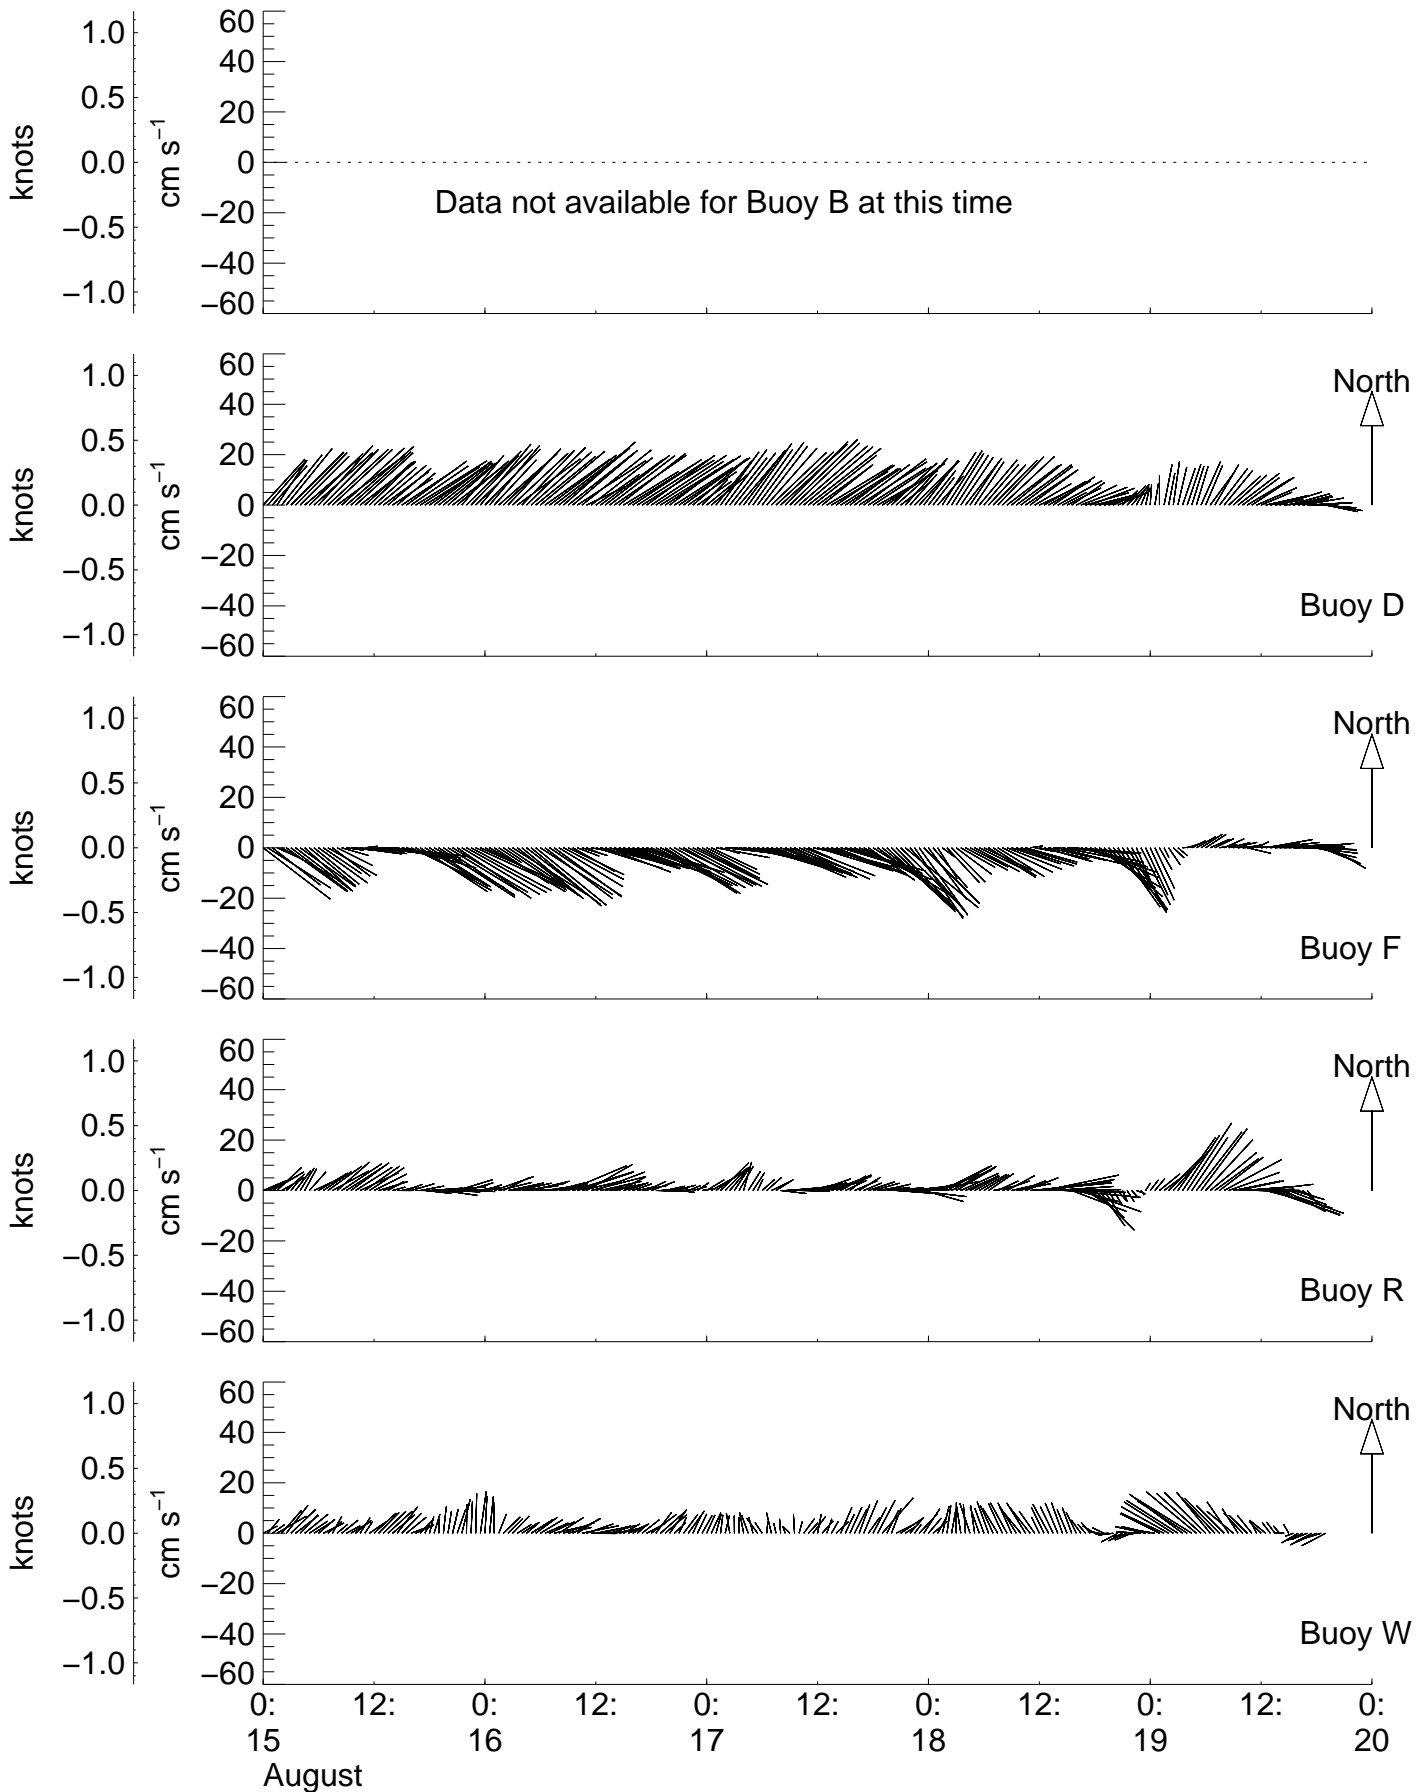 knots
1.0
0.5
0.0
−0.5
−1.0
cm s⁻¹
60
40
20
0
−20
−40
−60
Data not available for Buoy B at this time
knots
1.0
0.5
0.0
−0.5
−1.0
cm s⁻¹
60
40
20
0
−20
−40
−60
North
Buoy D
knots
1.0
0.5
0.0
−0.5
−1.0
cm s⁻¹
60
40
20
0
−20
−40
−60
North
Buoy F
knots
1.0
0.5
0.0
−0.5
−1.0
cm s⁻¹
60
40
20
0
−20
−40
−60
North
Buoy R
knots
1.0
0.5
0.0
−0.5
−1.0
cm s⁻¹
60
40
20
0
−20
−40
−60
North
Buoy W
0: 12: 0: 12: 0: 12: 0: 12: 0: 12: 0:
15 16 17 18 19 20
August